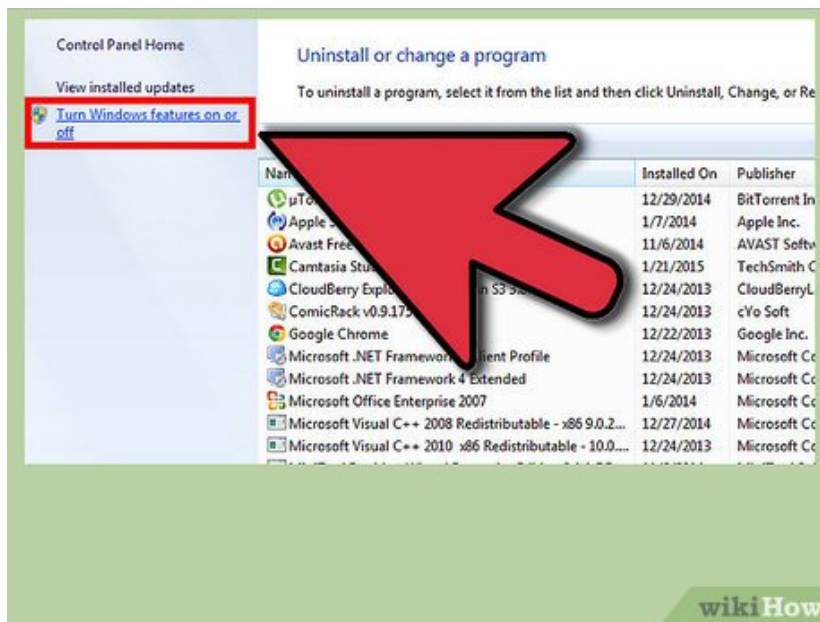 Control Panel Home
Uninstall or change a program
View installed updates
To uninstall a program, select it from the list and then click Uninstall, Change, or Re
Turn Windows features on or
off
Installed On Publisher
12/29/2014 BitTorrent In
Apple 1/7/2014 Apple Inc.
Avast Free 11/6/2014 AVAST Softw
Camtasia Stu 1/21/2015 TechSmith C
CloudBerry Explo n S3 12/24/2013 CloudBerryL
ComicRack v0.9.17 12/24/2013 cYo Soft
Google Chrome 12/22/2013 Google Inc.
Microsoft .NET Framework lient Profile 12/24/2013 Microsoft Co
Microsoft .NET Framework 4 Extended 12/24/2013 Microsoft Co
Microsoft Office Enterprise 2007 1/6/2014 Microsoft Co
Microsoft Visual C++ 2008 Redistributable - x86 9.0.2... 12/27/2014 Microsoft Co
Microsoft Visual C++ 2010 x86 Redistributable - 10.0.... 12/24/2013 Microsoft Co
wikiHow